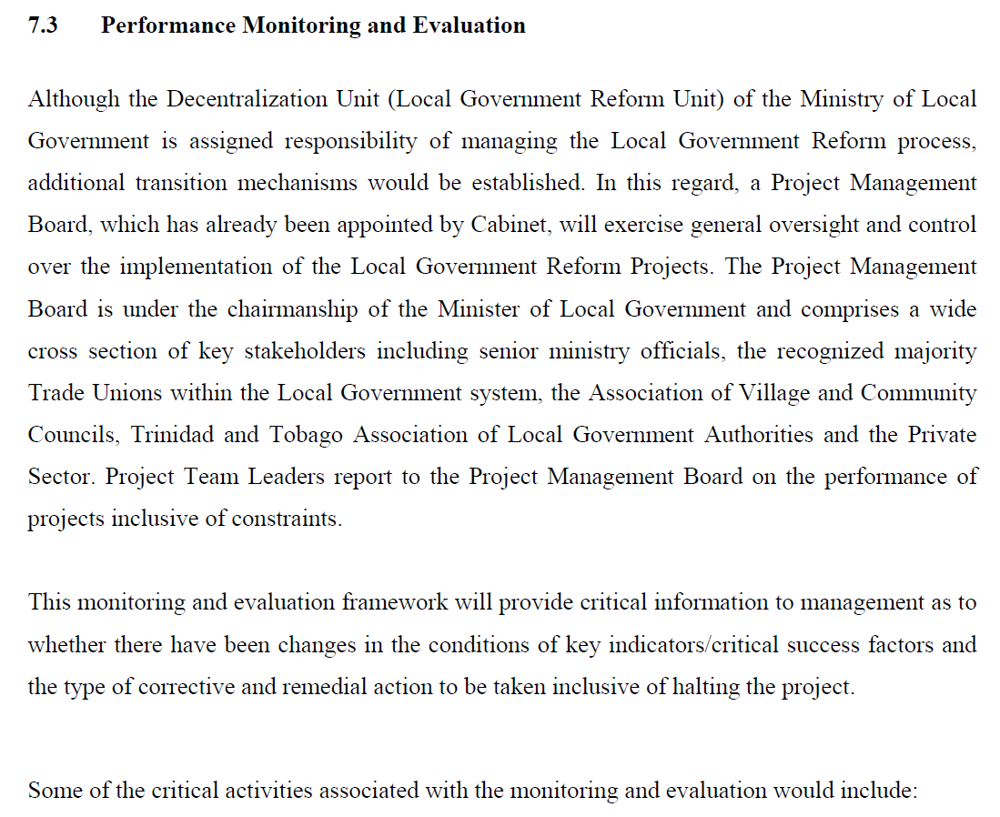 7.3 Performance Monitoring and Evaluation
Although the Decentralization Unit (Local Government Reform Unit) of the Ministry of Local
Government is assigned responsibility of managing the Local Government Reform process,
additional transition mechanisms would be established. In this regard, a Project Management
Board, which has already been appointed by Cabinet, will exercise general oversight and control
over the implementation of the Local Government Reform Projects. The Project Management
Board is under the chairmanship of the Minister of Local Government and comprises a wide
cross section of key stakeholders including senior ministry officials, the recognized majority
Trade Unions within the Local Government system, the Association of Village and Community
Councils, Trinidad and Tobago Association of Local Government Authorities and the Private
Sector. Project Team Leaders report to the Project Management Board on the performance of
projects inclusive of constraints.
This monitoring and evaluation framework will provide critical information to management as to
whether there have been changes in the conditions of key indicators/critical success factors and
the type of corrective and remedial action to be taken inclusive of halting the project.
Some of the critical activities associated with the monitoring and evaluation would include: